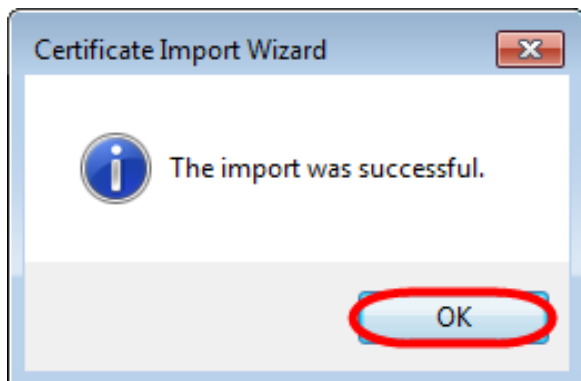 Certificate Import Wizard
The import was successful.
OK